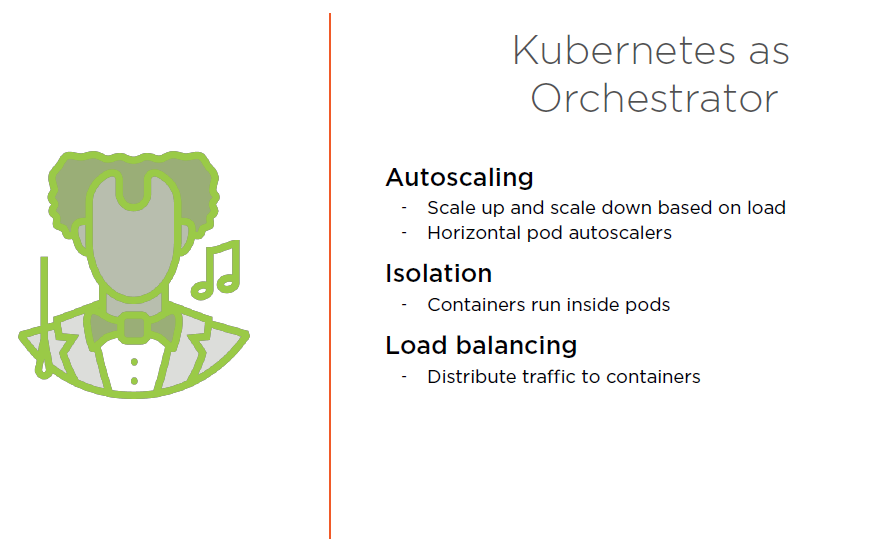 Kubernetes as
Orchestrator
Autoscaling
- Scale up and scale down based on load
- Horizontal pod autoscalers
Isolation
- Containers run inside pods
Load balancing
- Distribute traffic to containers